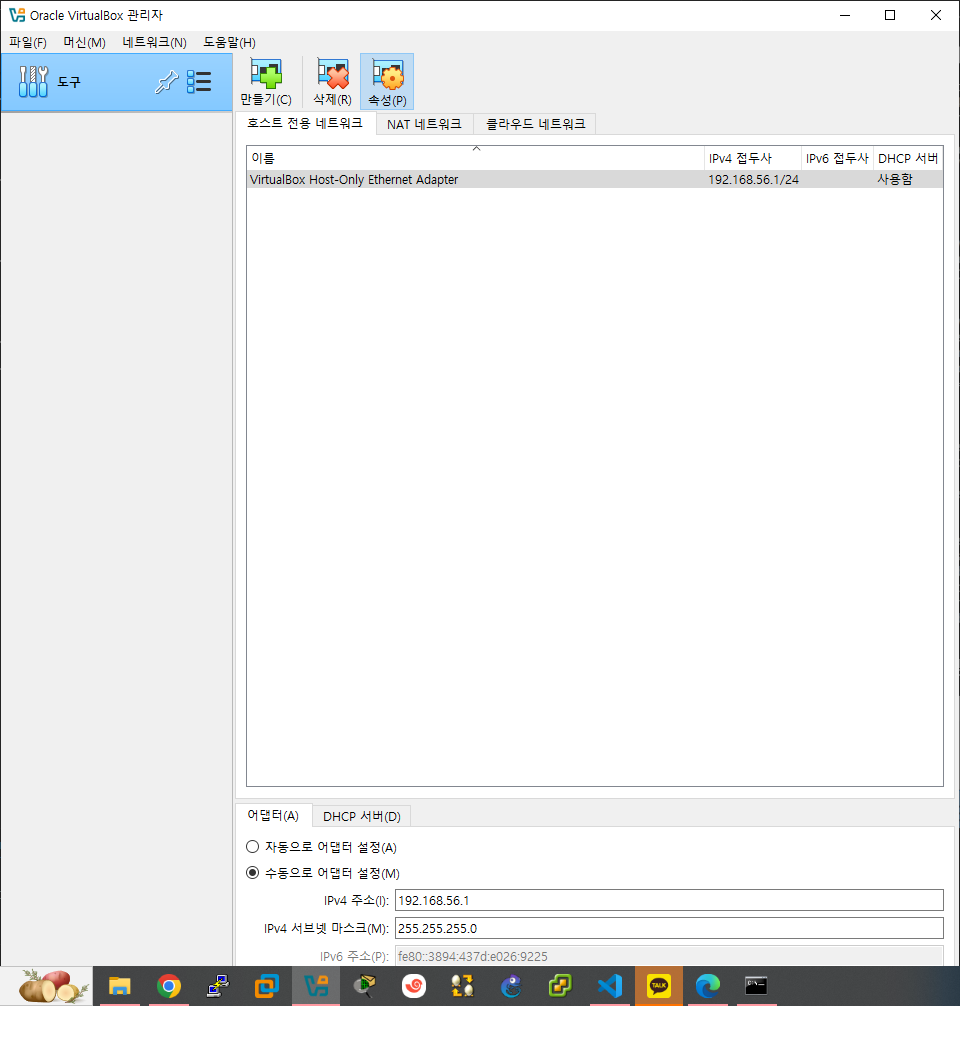 Oracle VirtualBox 관리자
파일(F) 머신(M) 네트워크(N) 도움말(H)
도구
만들기(C) 삭제(R) 속성(P)
호스트 전용 네트워크 NAT 네트워크 클라우드 네트워크
이름 IPv4 접두사 IPv6 접두사 DHCP 서버
VirtualBox Host-Only Ethernet Adapter 192.168.56.1/24 사용함
어댑터(A) DHCP 서버(D)
자동으로 어댑터 설정(A)
수동으로 어댑터 설정(M)
IPv4 주소(I): 192.168.56.1
IPv4 서브넷 마스크(M): 255.255.255.0
IPv6 주소(P): fe80::3894:437d:e026:9225
TALK